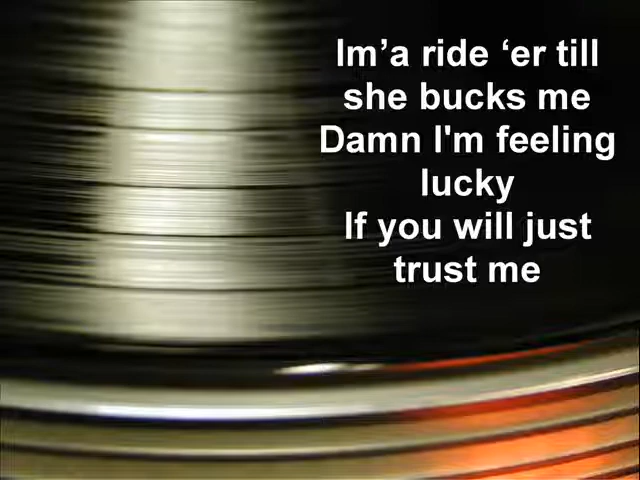 Im’a ride ‘er till
she bucks me
Damn I'm feeling
lucky
If you will just
trust me